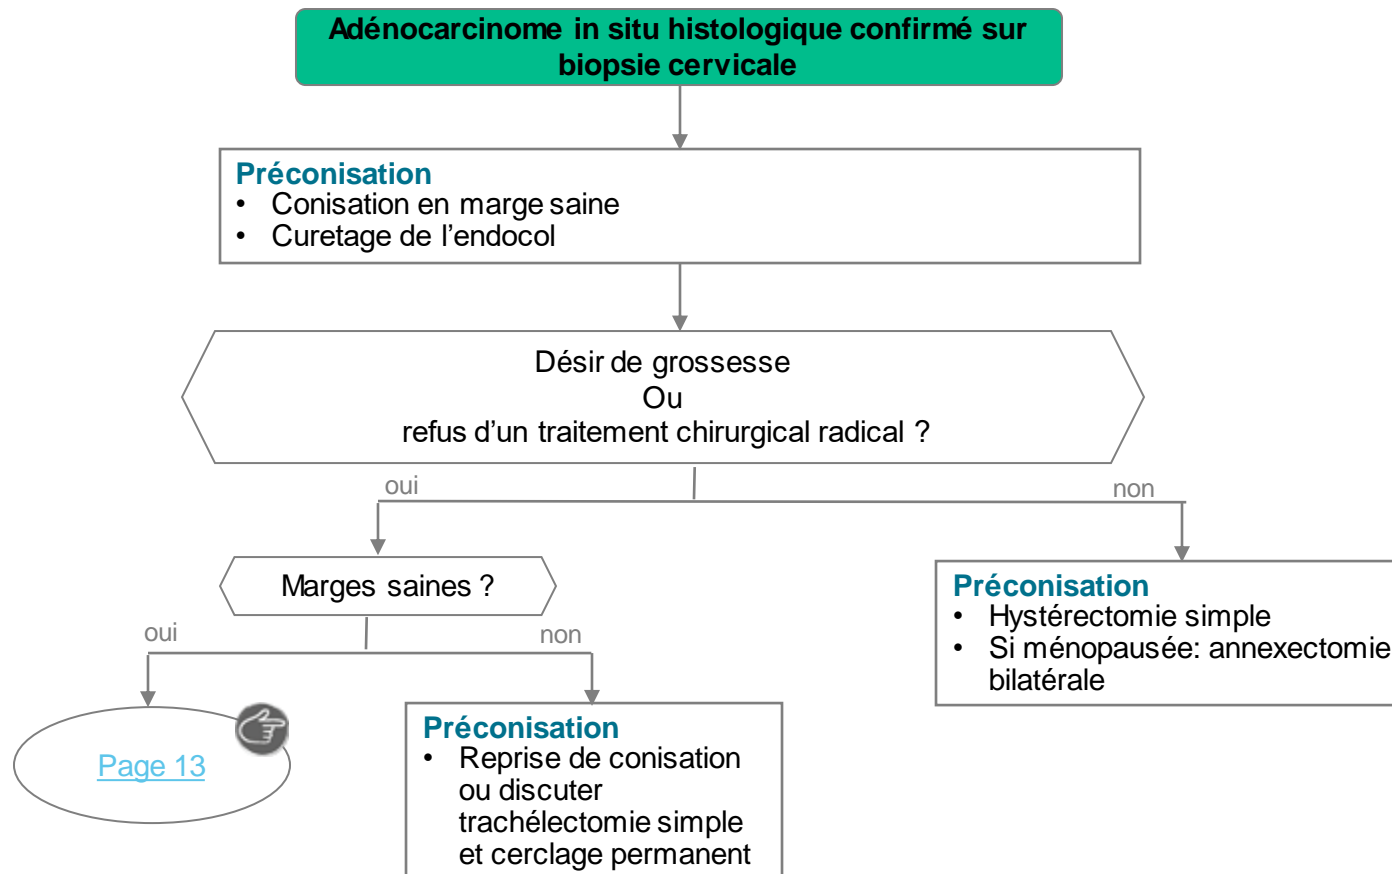 Adénocarcinome in situ histologique confirmé sur
biopsie cervicale
Préconisation
• Conisation en marge saine
• Curetage de l'endocol
Désir de grossesse
Ou
refus d'un traitement chirurgical radical ?
oui
non
Marges saines ?
Préconisation
• Hystérectomie simple
• Si ménopausée: annexectomie
bilatérale
oui
non
Page 13
Préconisation
• Reprise de conisation
ou discuter
trachélectomie simple
et cerclage permanent